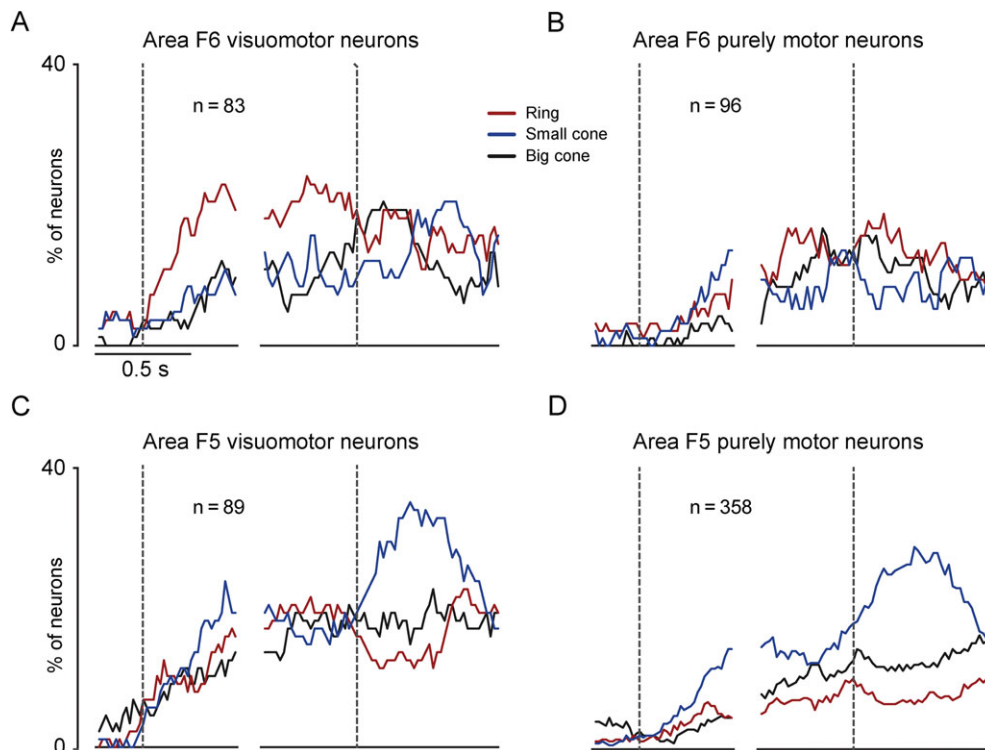 A
Area F6 visuomotor neurons
40
% of neurons
0
n = 83
0.5 s
Ring
Small cone
Big cone
B
Area F6 purely motor neurons
n = 96
C
Area F5 visuomotor neurons
40
% of neurons
0
n = 89
D
Area F5 purely motor neurons
n = 358